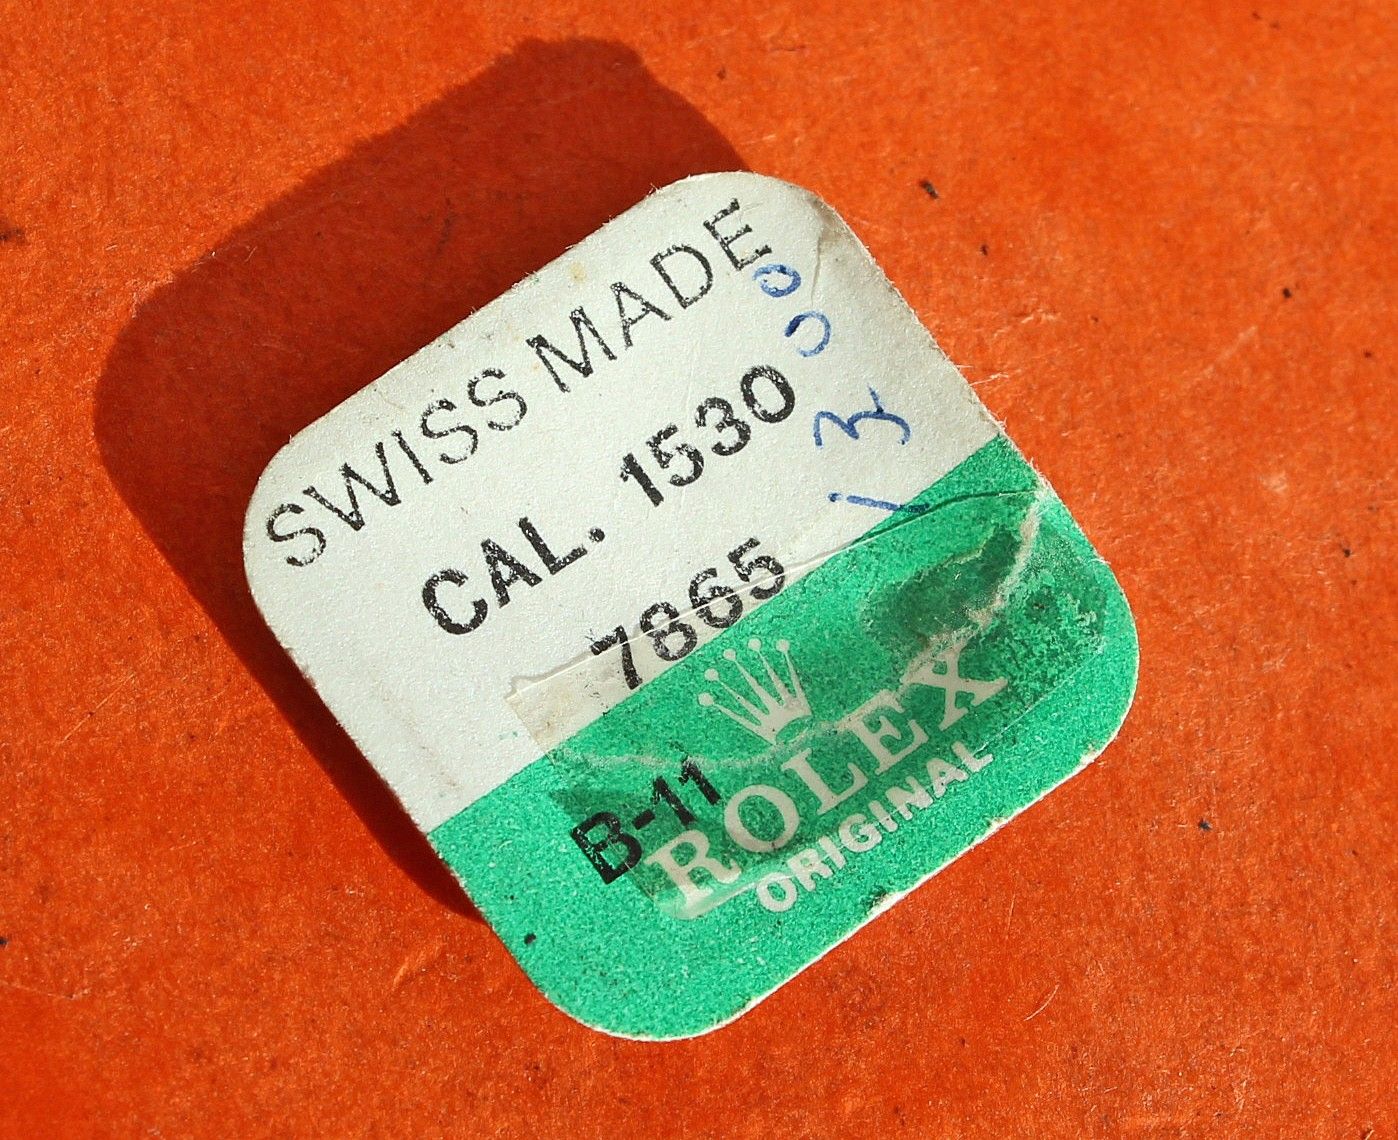 SWISS MADE
CAL. 1530
7865
B-11
ROLEX
ORIGINAL